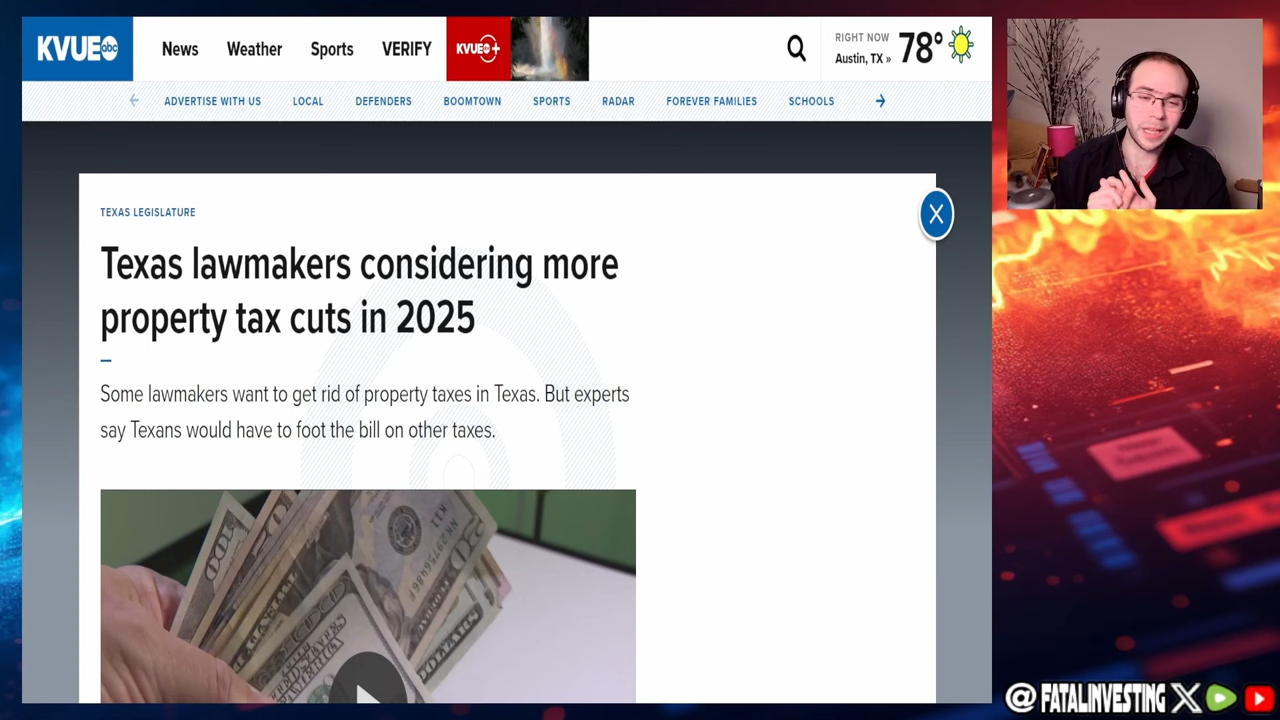 KVUE abc
News
Weather
Sports
VERIFY
KVUE+
RIGHT NOW
Austin, TX »
78°
ADVERTISE WITH US
LOCAL
DEFENDERS
BOOMTOWN
SPORTS
RADAR
FOREVER FAMILIES
SCHOOLS
TEXAS LEGISLATURE
X
Texas lawmakers considering more
property tax cuts in 2025
Some lawmakers want to get rid of property taxes in Texas. But experts
say Texans would have to foot the bill on other taxes.
@FATALINVESTING